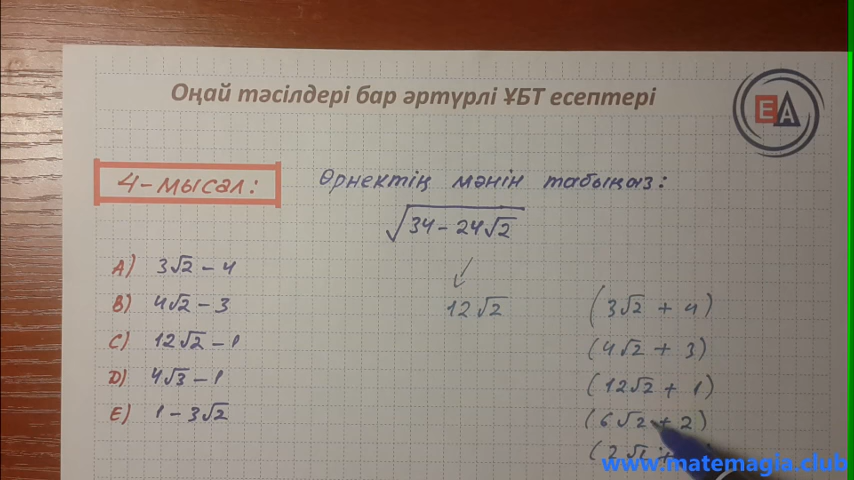 Оңай тәсілдері бар әртүрлі ҰБТ есептері
EA
4-мысал:
Өрнектің мәнін табыңыз:
√(34 - 24√2)
A) 3√2 - 4
B) 4√2 - 3
C) 12√2 - 1
D) 4√3 - 1
E) 1 - 3√2
12√2
(3√2 + 4)
(4√2 + 3)
(12√2 + 1)
(6√2 + 2)
(2√
www.matemagia.club